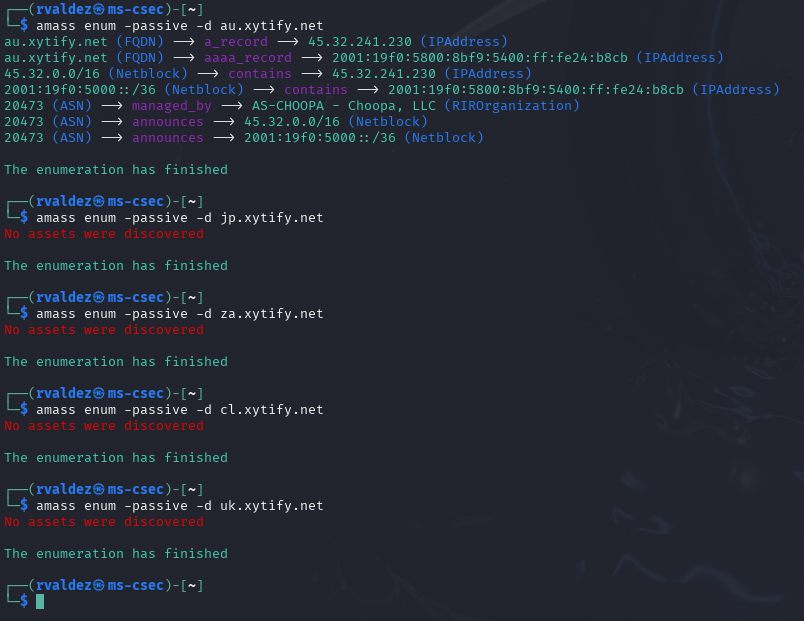 ┌──(rvaldez㉿ms-csec)-[~]
└─$ amass enum -passive -d au.xytify.net
au.xytify.net (FQDN) ⟶ a_record ⟶ 45.32.241.230 (IPAddress)
au.xytify.net (FQDN) ⟶ aaaa_record ⟶ 2001:19f0:5800:8bf9:5400:ff:fe24:b8cb (IPAddress)
45.32.0.0/16 (Netblock) ⟶ contains ⟶ 45.32.241.230 (IPAddress)
2001:19f0:5000::/36 (Netblock) ⟶ contains ⟶ 2001:19f0:5800:8bf9:5400:ff:fe24:b8cb (IPAddress)
20473 (ASN) ⟶ managed_by ⟶ AS-CHOOPA - Choopa, LLC (RIROrganization)
20473 (ASN) ⟶ announces ⟶ 45.32.0.0/16 (Netblock)
20473 (ASN) ⟶ announces ⟶ 2001:19f0:5000::/36 (Netblock)
The enumeration has finished
┌──(rvaldez㉿ms-csec)-[~]
└─$ amass enum -passive -d jp.xytify.net
No assets were discovered
The enumeration has finished
┌──(rvaldez㉿ms-csec)-[~]
└─$ amass enum -passive -d za.xytify.net
No assets were discovered
The enumeration has finished
┌──(rvaldez㉿ms-csec)-[~]
└─$ amass enum -passive -d cl.xytify.net
No assets were discovered
The enumeration has finished
┌──(rvaldez㉿ms-csec)-[~]
└─$ amass enum -passive -d uk.xytify.net
No assets were discovered
The enumeration has finished
┌──(rvaldez㉿ms-csec)-[~]
└─$